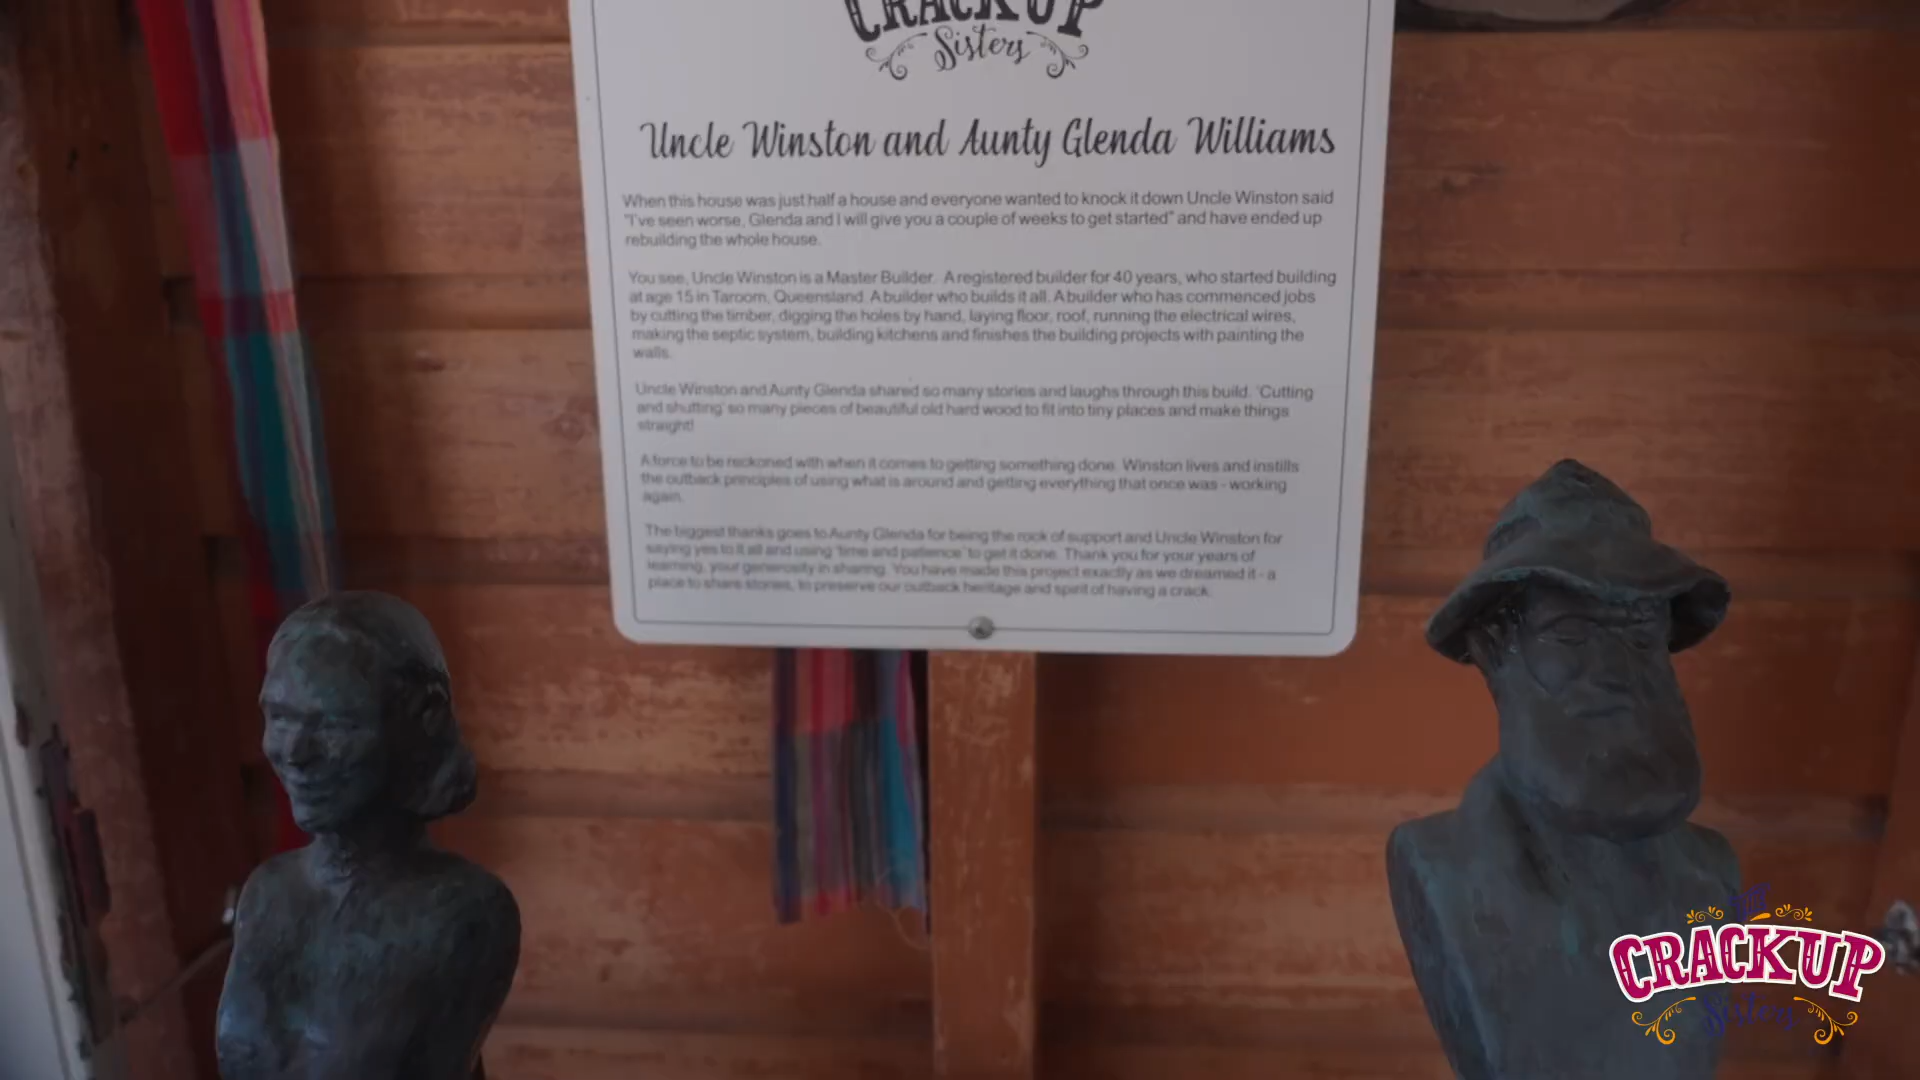 CRACKUP
Sisters
Uncle Winston and Aunty Glenda Williams
When this house was just half a house and everyone wanted to knock it down Uncle Winston said
"I've seen worse, Glenda and I will give you a couple of weeks to get started" and have ended up
rebuilding the whole house.
You see, Uncle Winston is a Master Builder. A registered builder for 40 years, who started building
at age 15 in Taroom, Queensland. A builder who builds it all. A builder who has commenced jobs
by cutting the timber, digging the holes by hand, laying floor, roof, running the electrical wires,
making the septic system, building kitchens and finishes the building projects with painting the
walls.
Uncle Winston and Aunty Glenda shared so many stories and laughs through this build. 'Cutting
and shutting' so many pieces of beautiful old hard wood to fit into tiny places and make things
straight!
A force to be reckoned with when it comes to getting something done. Winston lives and instills
the outback principles of using what is around and getting everything that once was - working
again.
The biggest thanks goes to Aunty Glenda for being the rock of support and Uncle Winston for
saying yes to it all and using 'time and patience' to get it done. Thank you for your years of
learning, your generosity in sharing. You have made this project exactly as we dreamed it - a
place to share stories, to preserve our outback heritage and spirit of having a crack.
CRACKUP
Sisters